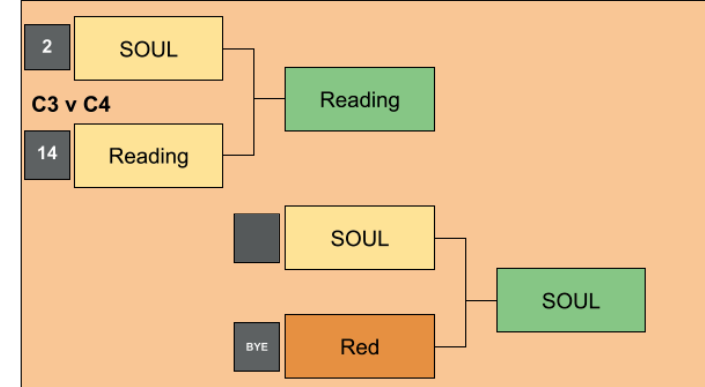 2
SOUL
C3 v C4
Reading
14
Reading
SOUL
SOUL
BYE
Red